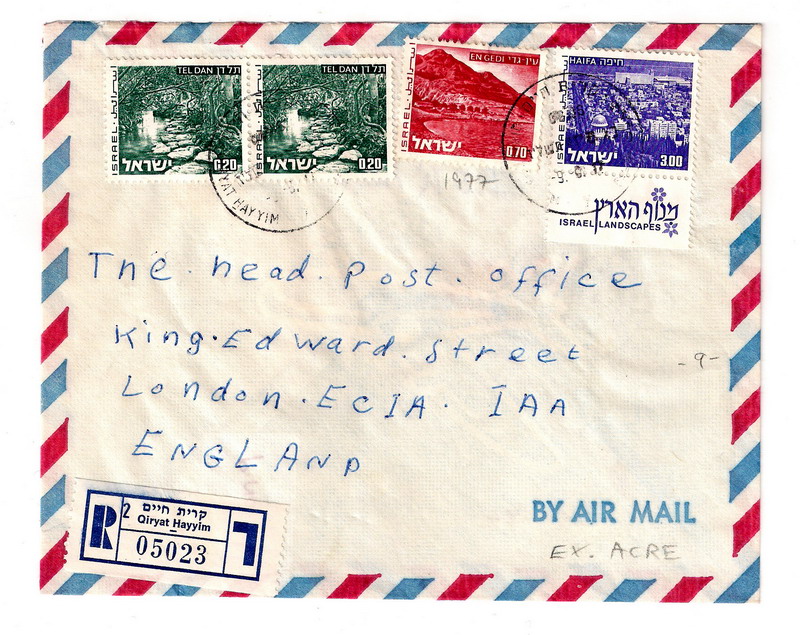 TEL DAN תל דן
ISRAEL
ישראל
0.20
TEL DAN תל דן
ISRAEL
ישראל
0.20
EN GEDI עין-גדי
ISRAEL
ישראל
0.70
HAIFA חיפה
ISRAEL
ישראל
3.00
מנוף הארץ
ISRAEL LANDSCAPES
HAYYIM
1977
The. head. post. office
King. Edward. street
-9-
London. EC1A. 1AA
ENGLAND
R 2 קרית חיים
Qiryat Hayyim
05023
ר
BY AIR MAIL
EX. ACRE